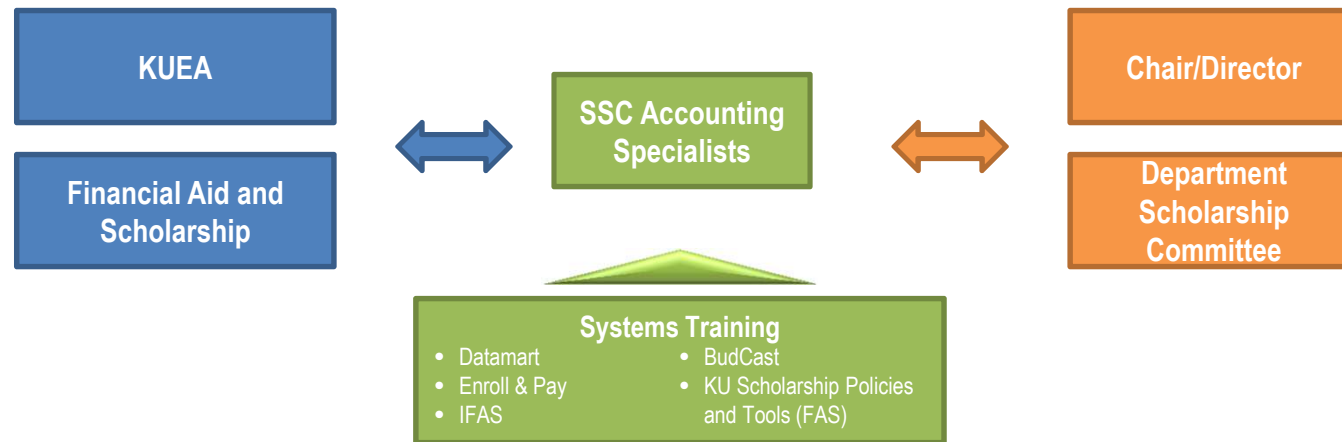 KUEA
Financial Aid and
Scholarship
SSC Accounting
Specialists
Chair/Director
Department
Scholarship
Committee
Systems Training
• Datamart
• Enroll & Pay
• IFAS
• BudCast
• KU Scholarship Policies
and Tools (FAS)